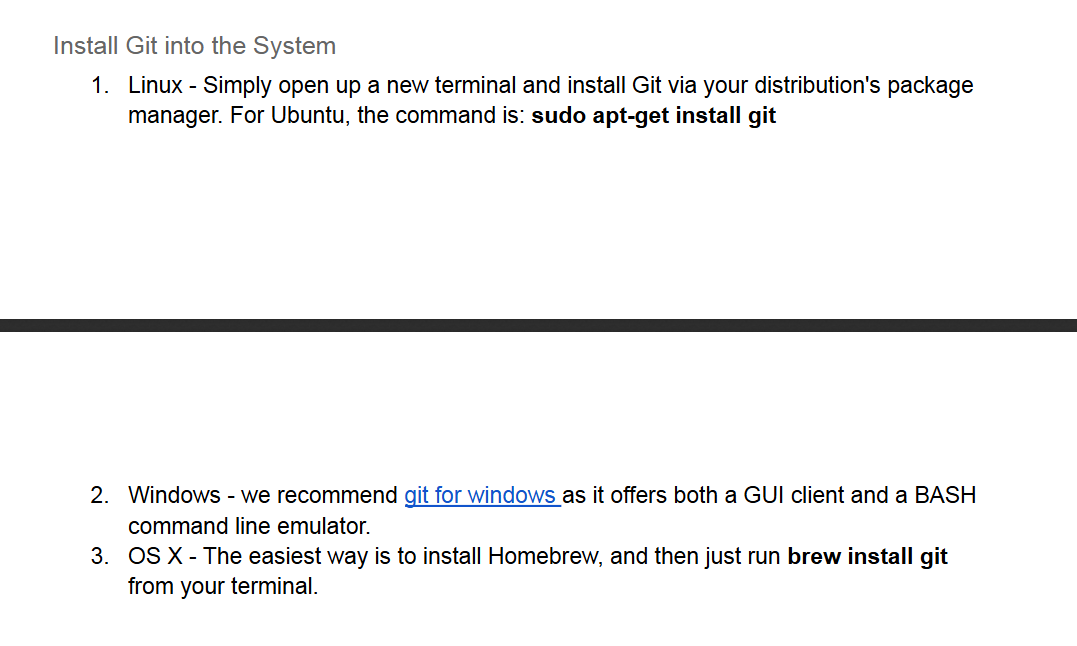 Install Git into the System
1. Linux - Simply open up a new terminal and install Git via your distribution's package
manager. For Ubuntu, the command is: sudo apt-get install git
2. Windows - we recommend git for windows as it offers both a GUI client and a BASH
command line emulator.
3. OS X - The easiest way is to install Homebrew, and then just run brew install git
from your terminal.